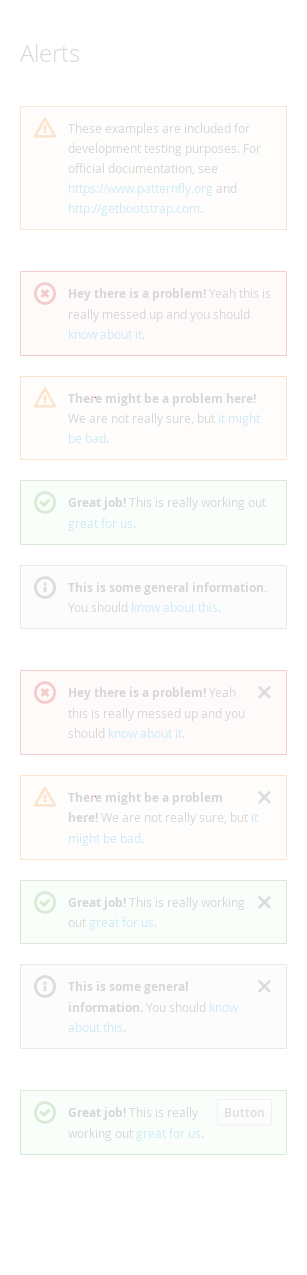 Alerts
These examples are included for
development testing purposes. For
official documentation, see
https://www.patternfly.org and
http://getbootstrap.com.
Hey there is a problem! Yeah this is
really messed up and you should
know about it.
There might be a problem here!
We are not really sure, but it might
be bad.
Great job! This is really working out
great for us.
This is some general information.
You should know about this.
Hey there is a problem! Yeah
this is really messed up and you
should know about it.
There might be a problem
here! We are not really sure, but it
might be bad.
Great job! This is really working
out great for us.
This is some general
information. You should know
about this.
Great job! This is really Button
working out great for us.